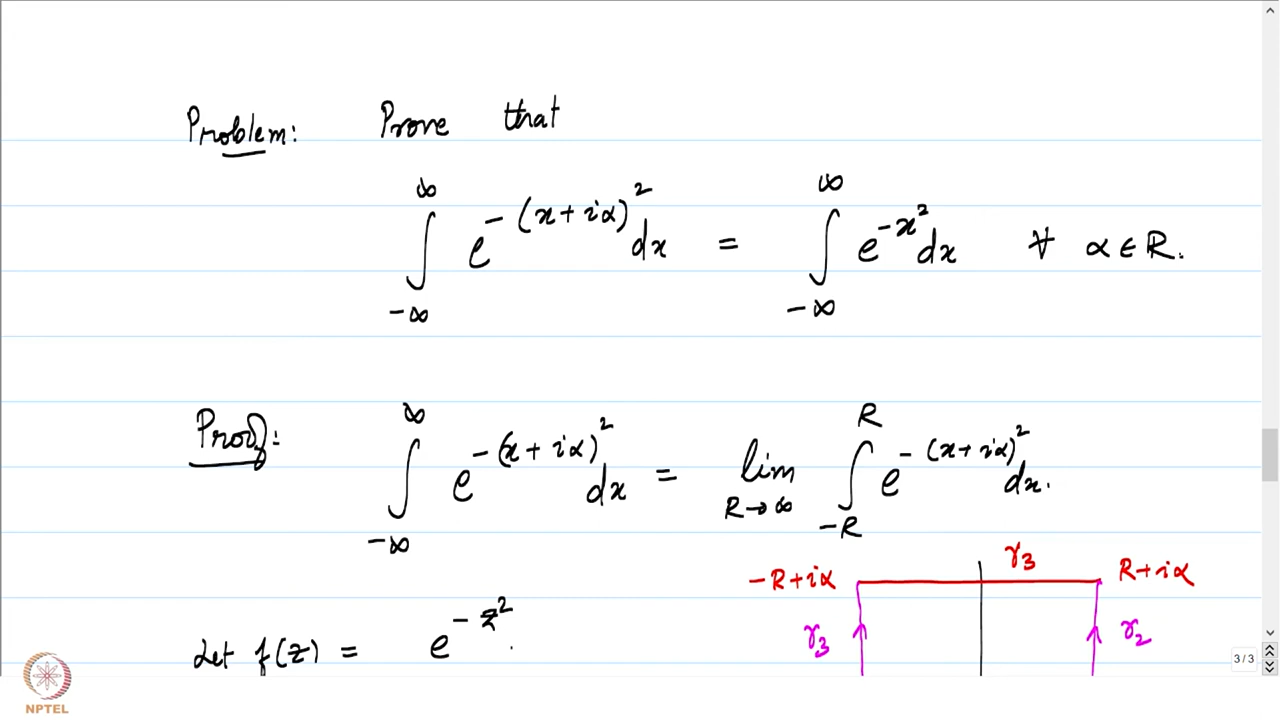 Problem: Prove that
∫_{-∞}^{∞} e^{-(x+iα)^2} dx = ∫_{-∞}^{∞} e^{-x^2} dx ∀ α ∈ R.
Proof: ∫_{-∞}^{∞} e^{-(x+iα)^2} dx = lim_{R→∞} ∫_{-R}^{R} e^{-(x+iα)^2} dx.
γ3
-R+iα R+iα
γ3 γ2
Let f(z) = e^{-z^2}.
3 / 3
NPTEL